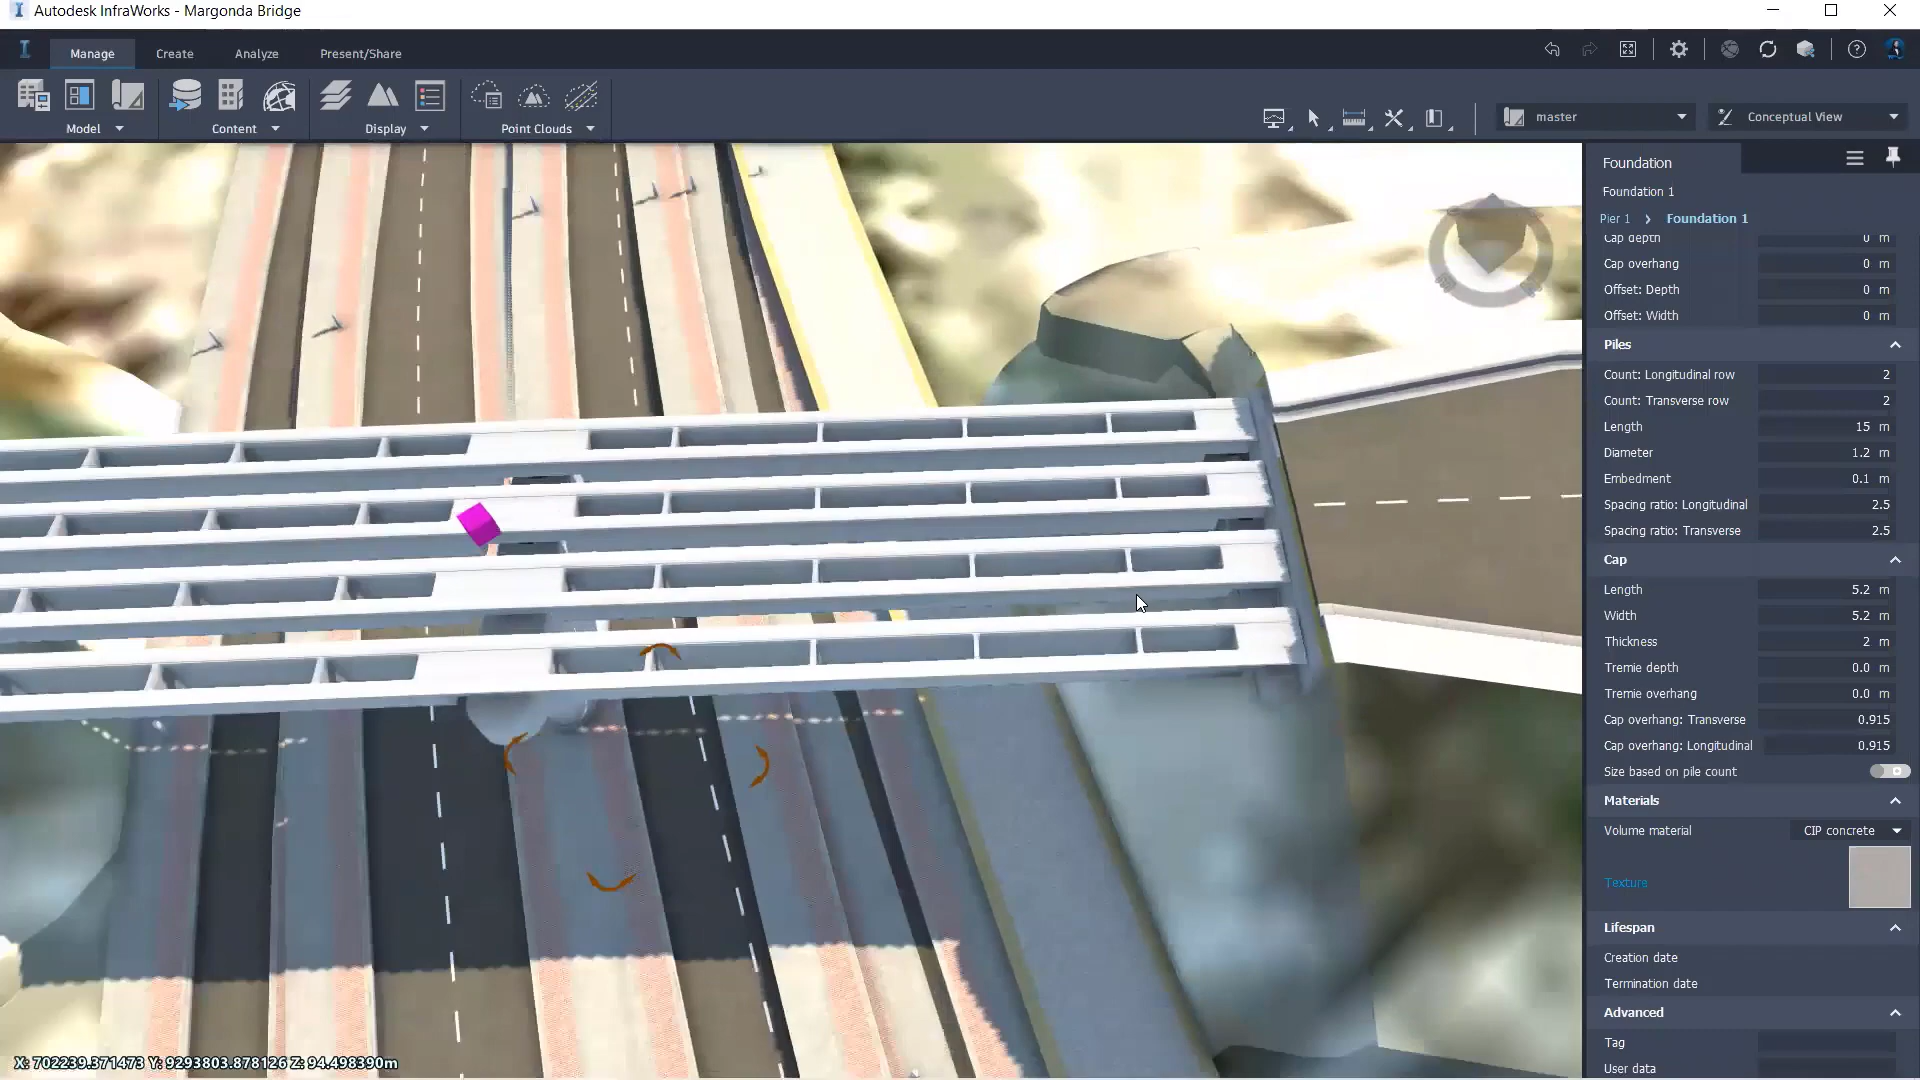 Autodesk InfraWorks - Margonda Bridge
Manage Create Analyze Present/Share
Model Content Display Point Clouds
master Conceptual View
Foundation
Foundation 1
Pier 1 > Foundation 1
Cap depth 0 m
Cap overhang 0 m
Offset: Depth 0 m
Offset: Width 0 m
Piles
Count: Longitudinal row 2
Count: Transverse row 2
Length 15 m
Diameter 1.2 m
Embedment 0.1 m
Spacing ratio: Longitudinal 2.5
Spacing ratio: Transverse 2.5
Cap
Length 5.2 m
Width 5.2 m
Thickness 2 m
Tremie depth 0.0 m
Tremie overhang 0.0 m
Cap overhang: Transverse 0.915
Cap overhang: Longitudinal 0.915
Size based on pile count
Materials
Volume material CIP concrete
Texture
Lifespan
Creation date
Termination date
Advanced
Tag
User data
X: 702239.371473 Y: 9293803.878126 Z: 94.498390m